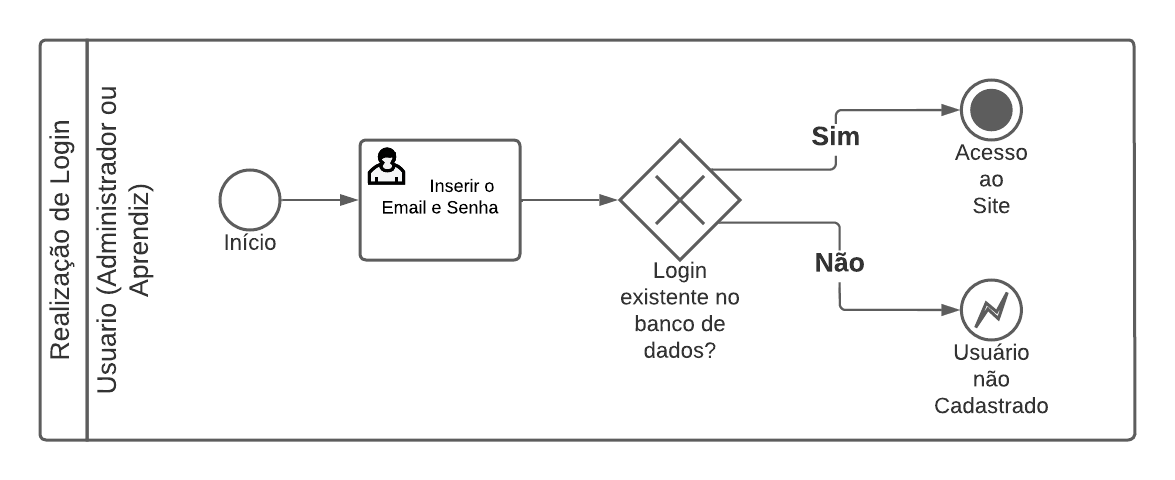 Realização de Login
Usuario (Administrador ou
Aprendiz)
Início
Inserir o
Email e Senha
Login
existente no
banco de
dados?
Sim
Acesso
ao
Site
Não
Usuário
não
Cadastrado